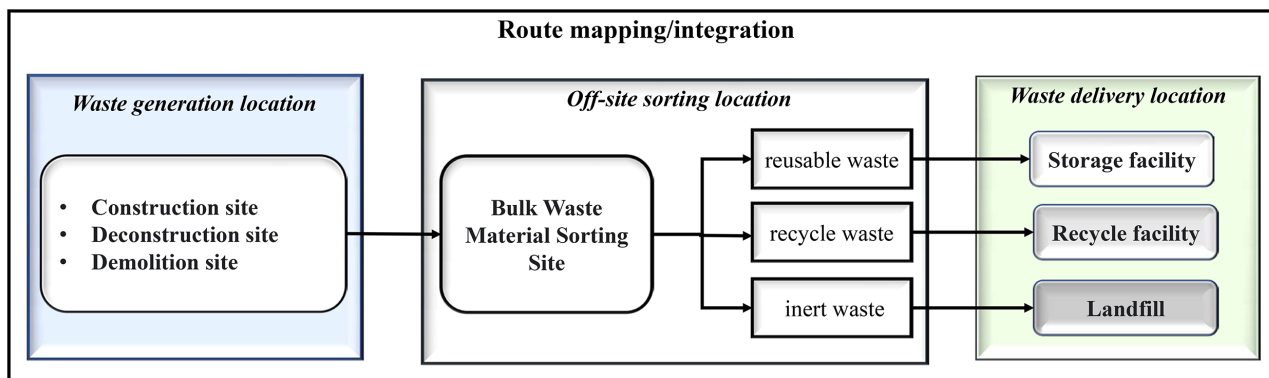 Route mapping/integration
Waste generation location
• Construction site
• Deconstruction site
• Demolition site
Off-site sorting location
Bulk Waste
Material Sorting
Site
reusable waste
recycle waste
inert waste
Waste delivery location
Storage facility
Recycle facility
Landfill